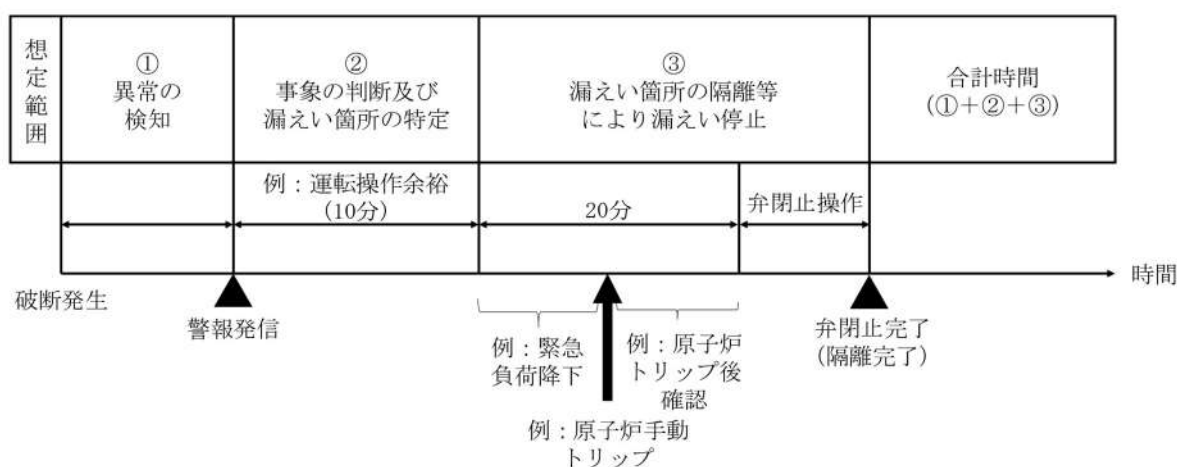 想定範囲
①
異常の
検知
②
事象の判断及び
漏えい箇所の特定
③
漏えい箇所の隔離等
により漏えい停止
合計時間
(①+②+③)
例：運転操作余裕
(10分)
20分
弁閉止操作
時間
破断発生
警報発信
例：緊急
負荷降下
例：原子炉
トリップ後
確認
弁閉止完了
(隔離完了)
例：原子炉手動
トリップ